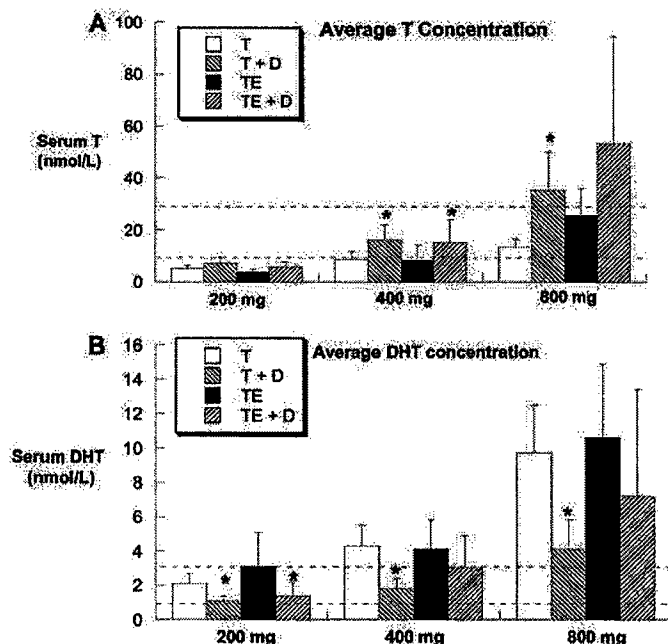 A
Average T Concentration
T
T + D
TE
TE + D
Serum T
(nmol/L)
100
80
60
40
20
0
*
*
*
200 mg
400 mg
800 mg
B
Average DHT concentration
T
T + D
TE
TE + D
Serum DHT
(nmol/L)
16
14
12
10
8
6
4
2
0
*
*
*
*
200 mg
400 mg
800 mg